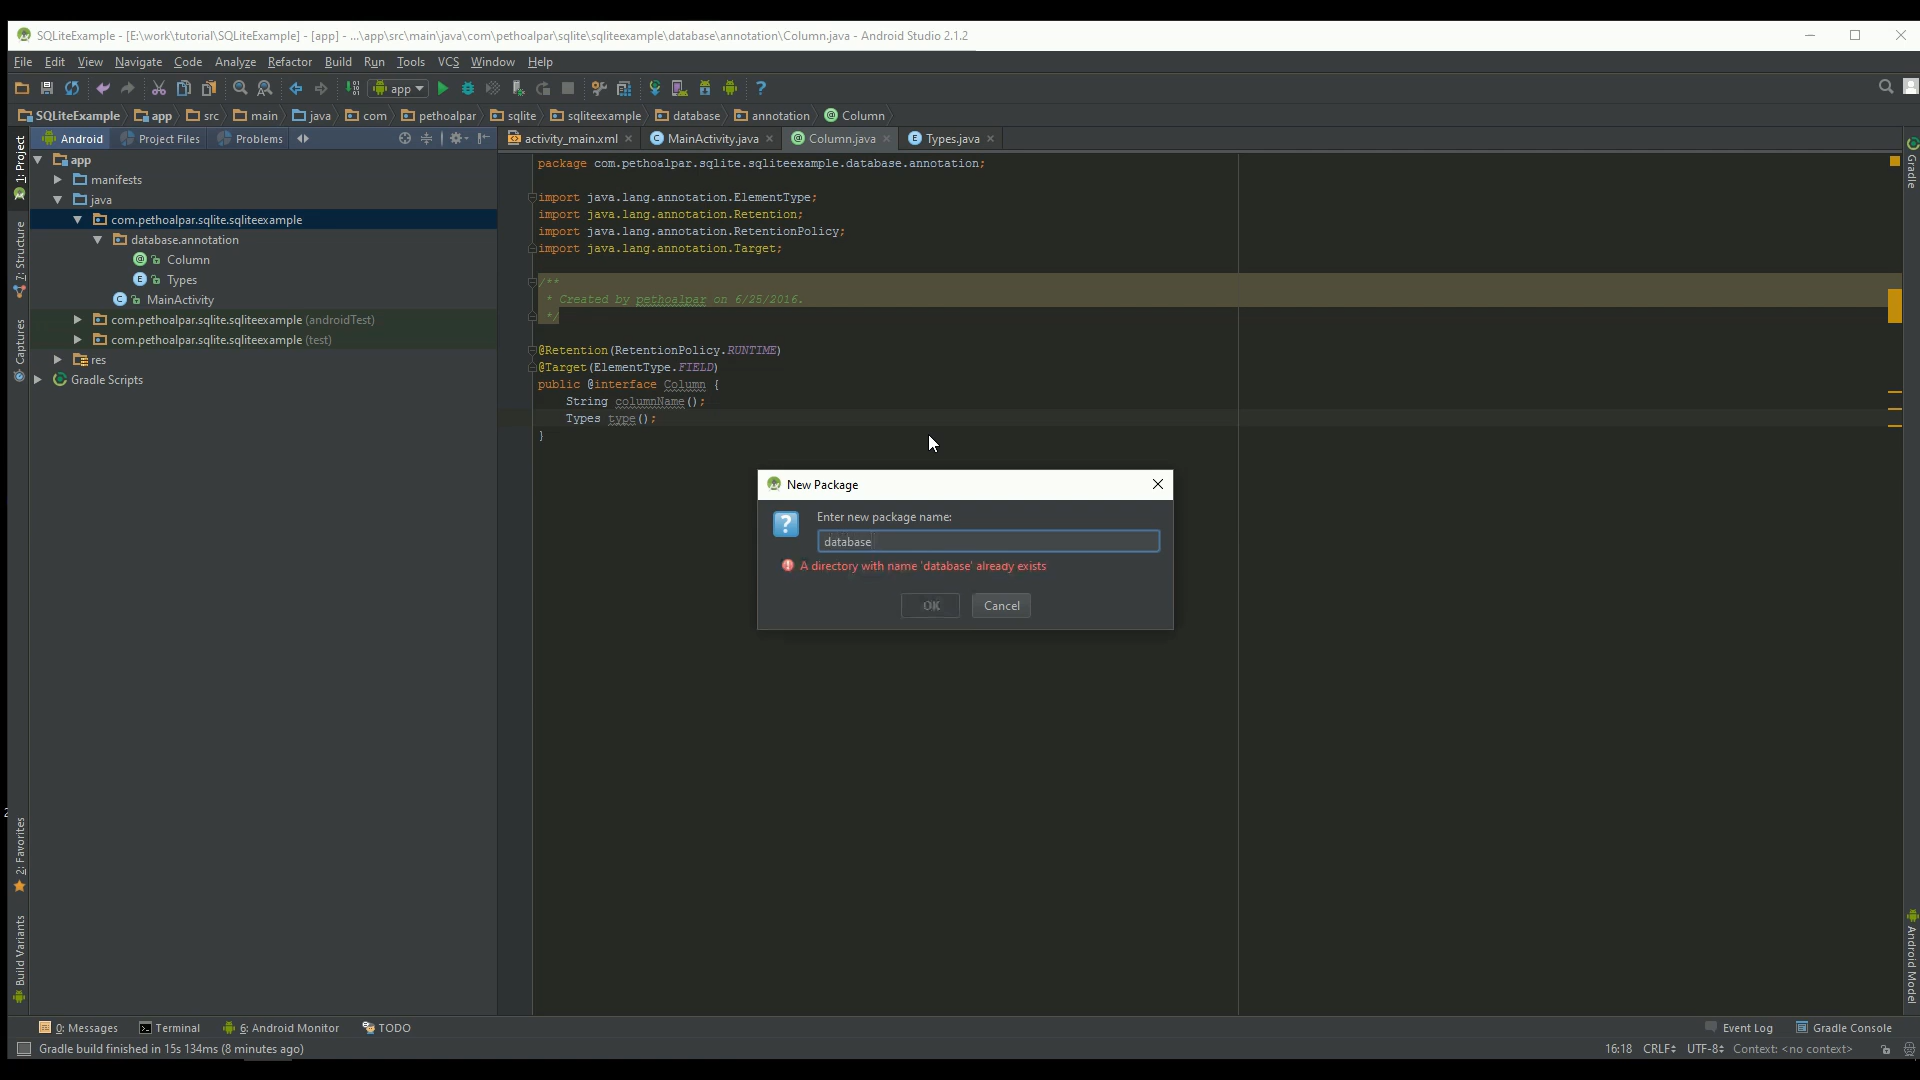 SQLiteExample - [E:\work\tutorial\SQLiteExample] - [app] - ...\app\src\main\java\com\pethoalpar\sqlite\sqliteexample\database\annotation\Column.java - Android Studio 2.1.2
File Edit View Navigate Code Analyze Refactor Build Run Tools VCS Window Help
app
SQLiteExample app src main java com pethoalpar sqlite sqliteexample database annotation Column
Android Project Files Problems
activity_main.xml MainActivity.java Column.java Types.java
1: Project
7: Structure
Captures
2: Favorites
Build Variants
app
manifests
java
com.pethoalpar.sqlite.sqliteexample
database.annotation
Column
Types
MainActivity
com.pethoalpar.sqlite.sqliteexample (androidTest)
com.pethoalpar.sqlite.sqliteexample (test)
res
Gradle Scripts
package com.pethoalpar.sqlite.sqliteexample.database.annotation;
import java.lang.annotation.ElementType;
import java.lang.annotation.Retention;
import java.lang.annotation.RetentionPolicy;
import java.lang.annotation.Target;
/**
* Created by pethoalpar on 6/25/2016.
*/
@Retention(RetentionPolicy.RUNTIME)
@Target(ElementType.FIELD)
public @interface Column {
String columnName();
Types type();
}
New Package
Enter new package name:
database
A directory with name 'database' already exists
OK Cancel
Gradle
Android Model
0: Messages Terminal 6: Android Monitor TODO Event Log Gradle Console
Gradle build finished in 15s 134ms (8 minutes ago) 16:18 CRLF UTF-8 Context: <no context>